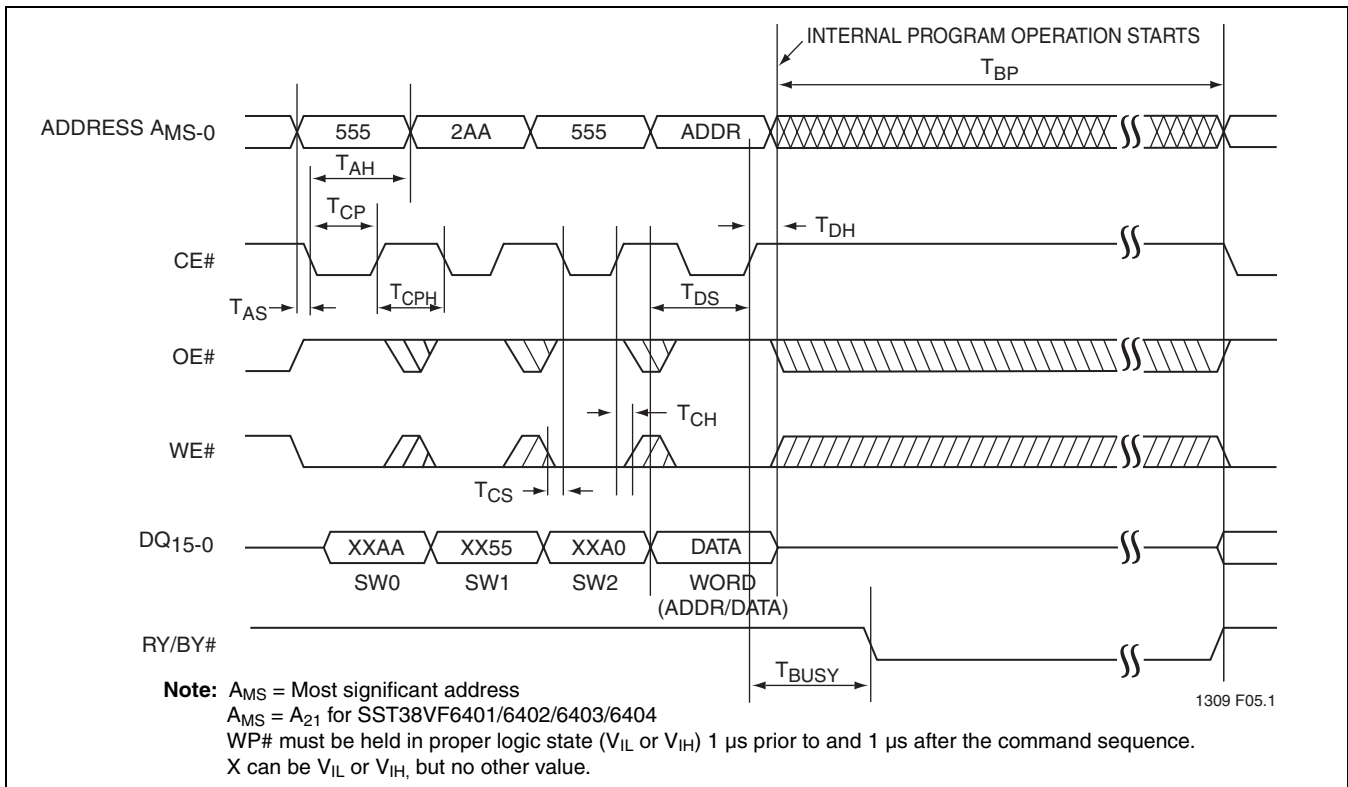 INTERNAL PROGRAM OPERATION STARTS
TBP
ADDRESS AMS-0
555
2AA
555
ADDR
TAH
TCP
TDH
CE#
TAS
TCPH
TDS
OE#
TCH
WE#
TCS
DQ15-0
XXAA
XX55
XXA0
DATA
SW0
SW1
SW2
WORD
(ADDR/DATA)
RY/BY#
TBUSY
1309 F05.1
Note: AMS = Most significant address
AMS = A21 for SST38VF6401/6402/6403/6404
WP# must be held in proper logic state (VIL or VIH) 1 µs prior to and 1 µs after the command sequence.
X can be VIL or VIH, but no other value.